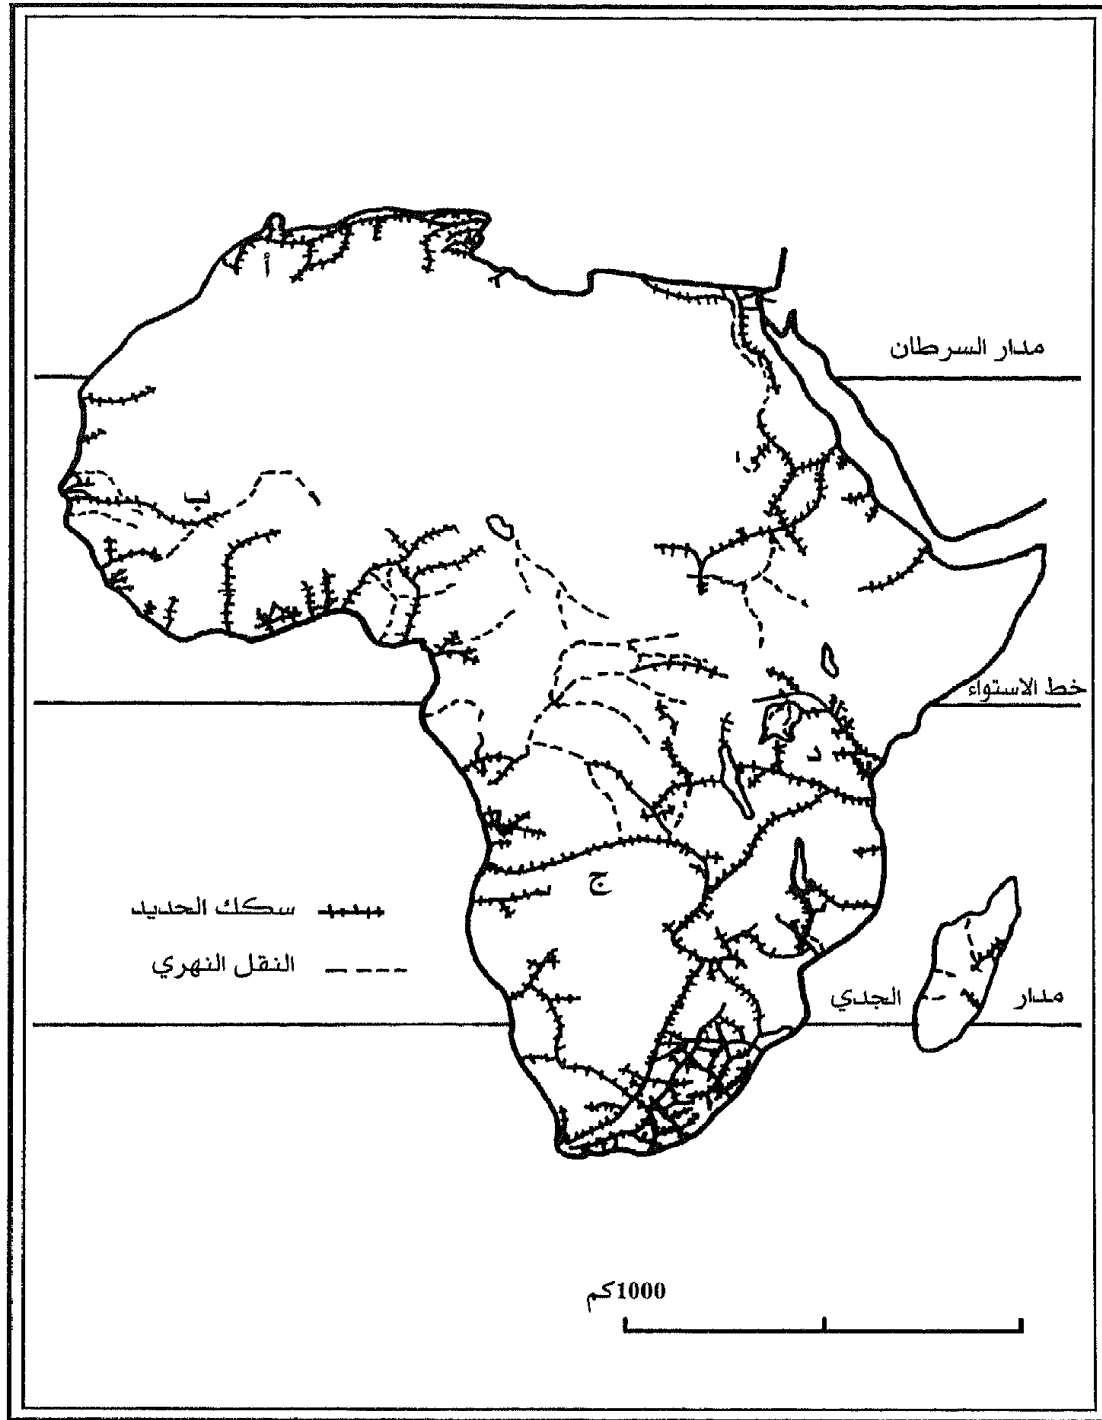 أ
مدار السرطان
ب
خط الاستواء
د
ج
سكك الحديد
النقل النهري
مدار الجدي
1000كم